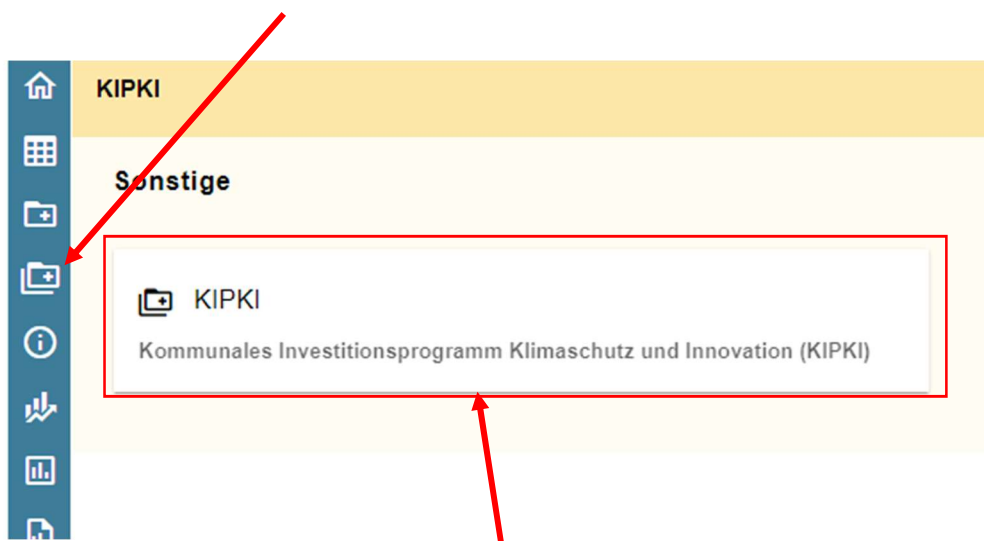 KIPKI
Sonstige
KIPKI
Kommunales Investitionsprogramm Klimaschutz und Innovation (KIPKI)